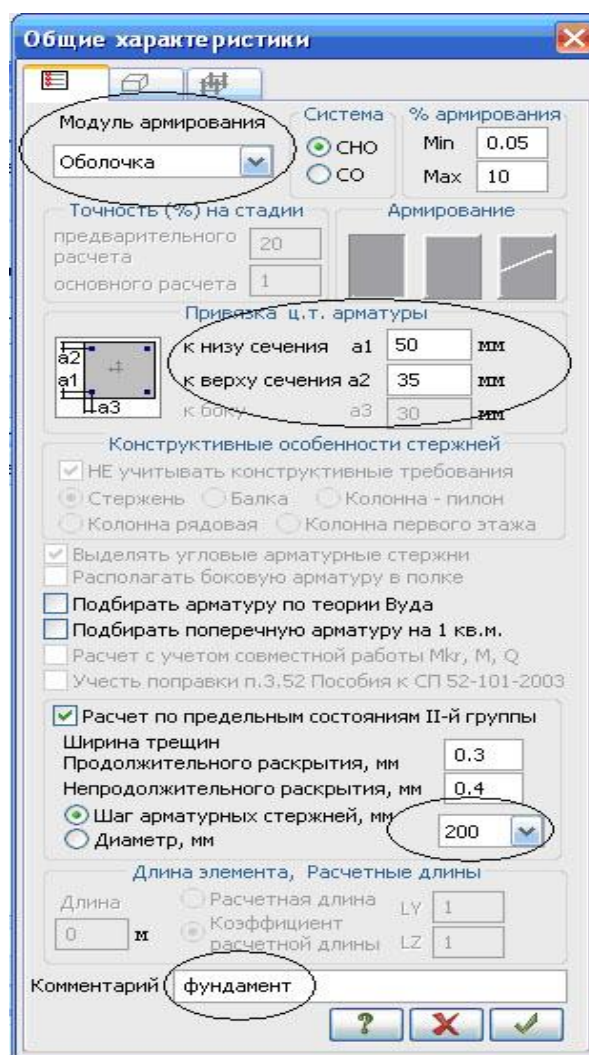 Общие характеристики
Модуль армирования
Оболочка
Система
СНО
СО
% армирования
Min 0.05
Max 10
Точность (%) на стадии
предварительного расчета 20
основного расчета 1
Армирование
Привязка ц.т. арматуры
a2
a1
a3
к низу сечения a1 50 мм
к верху сечения a2 35 мм
к боку a3 30 мм
Конструктивные особенности стержней
НЕ учитывать конструктивные требования
Стержень Балка Колонна - пилон
Колонна рядовая Колонна первого этажа
Выделять угловые арматурные стержни
Располагать боковую арматуру в полке
Подбирать арматуру по теории Вуда
Подбирать поперечную арматуру на 1 кв.м.
Расчет с учетом совместной работы Mkr, M, Q
Учесть поправки п.3.52 Пособия к СП 52-101-2003
Расчет по предельным состояниям II-й группы
Ширина трещин
Продолжительного раскрытия, мм 0.3
Непродолжительного раскрытия, мм 0.4
Шаг арматурных стержней, мм
Диаметр, мм
200
Длина элемента, Расчетные длины
Длина
0 м
Расчетная длина
Коэффициент расчетной длины
LY 1
LZ 1
Комментарий фундамент
?